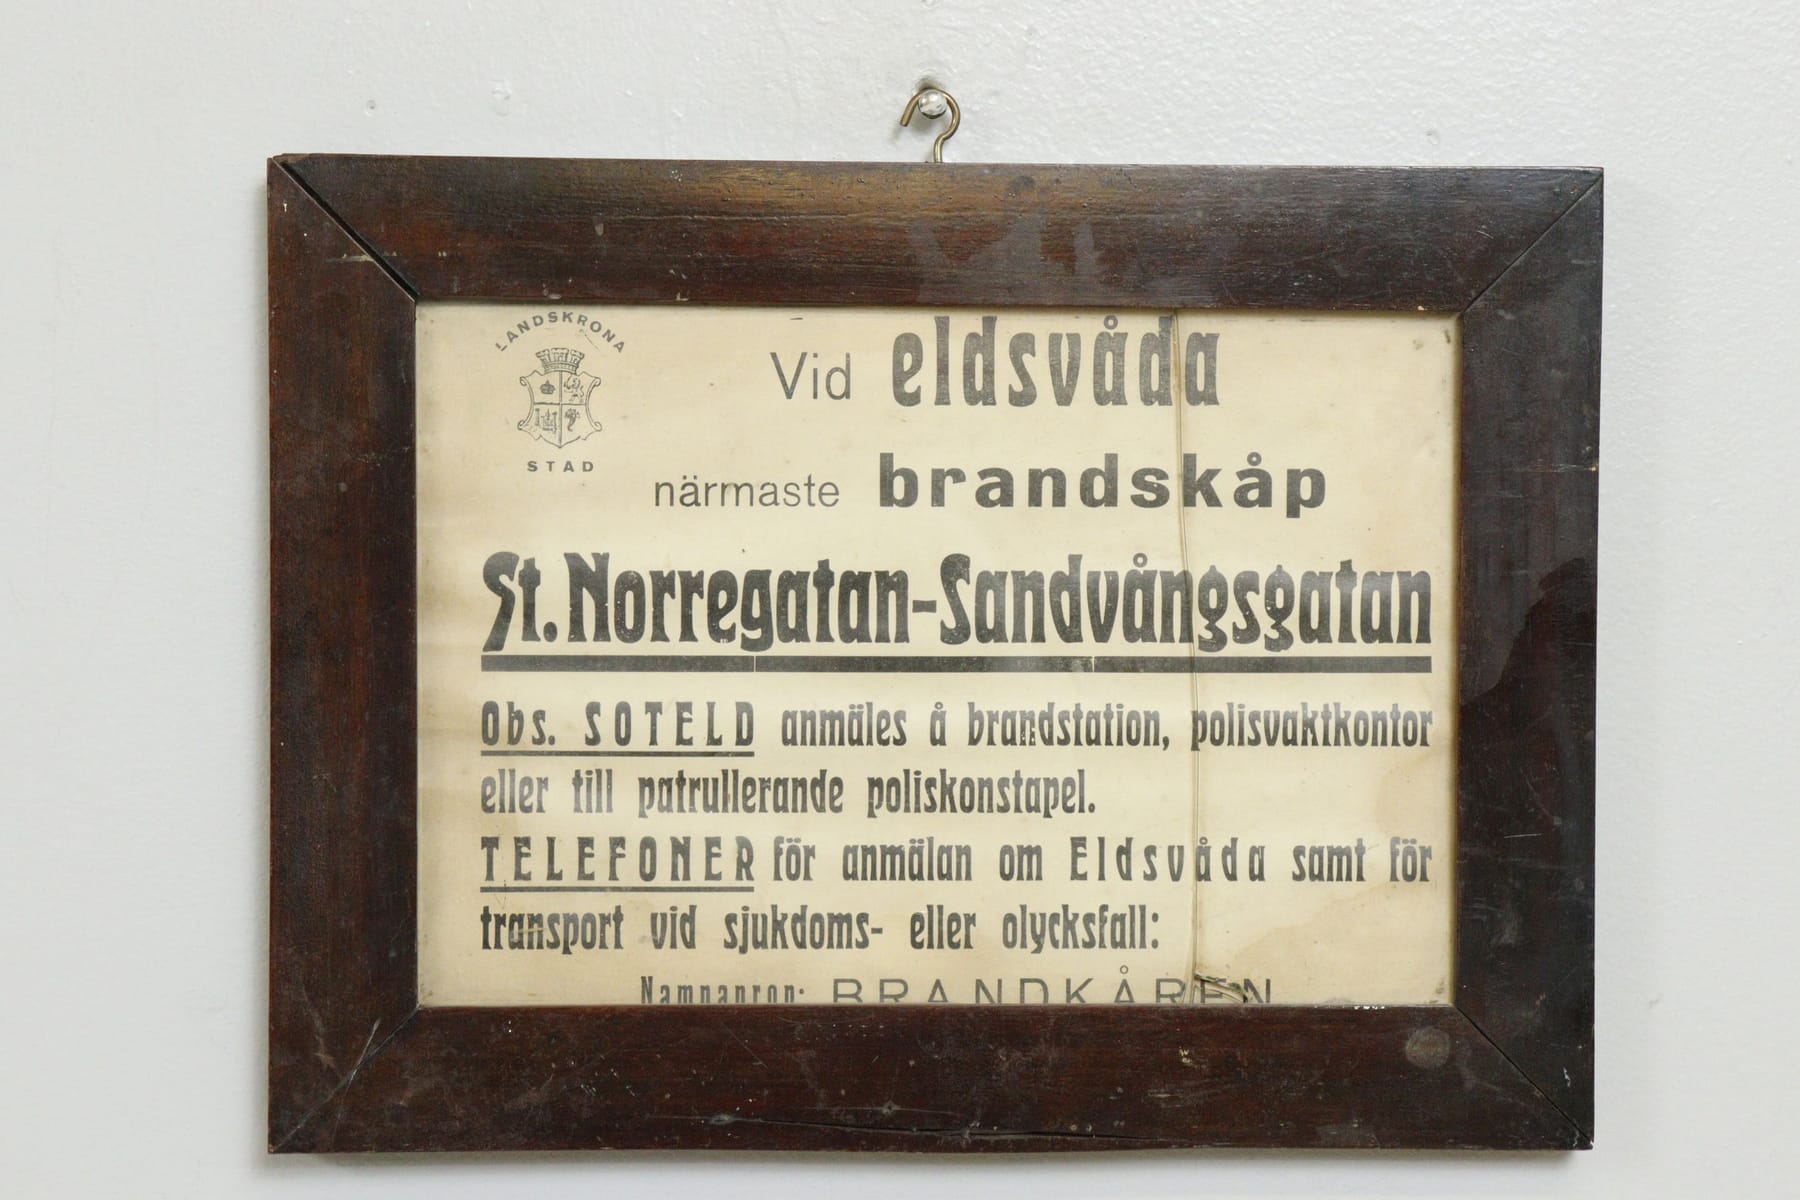 LANDSKRONA
STAD
Vid eldsvåda
närmaste brandskåp
St. Norregatan-Sandvångsgatan
Obs. SOTELD anmäles å brandstation, polisvaktkontor
eller till patrullerande poliskonstapel.
TELEFONER för anmälan om Eldsvåda samt för
transport vid sjukdoms- eller olycksfall:
Namnanrop: BRANDKÅREN